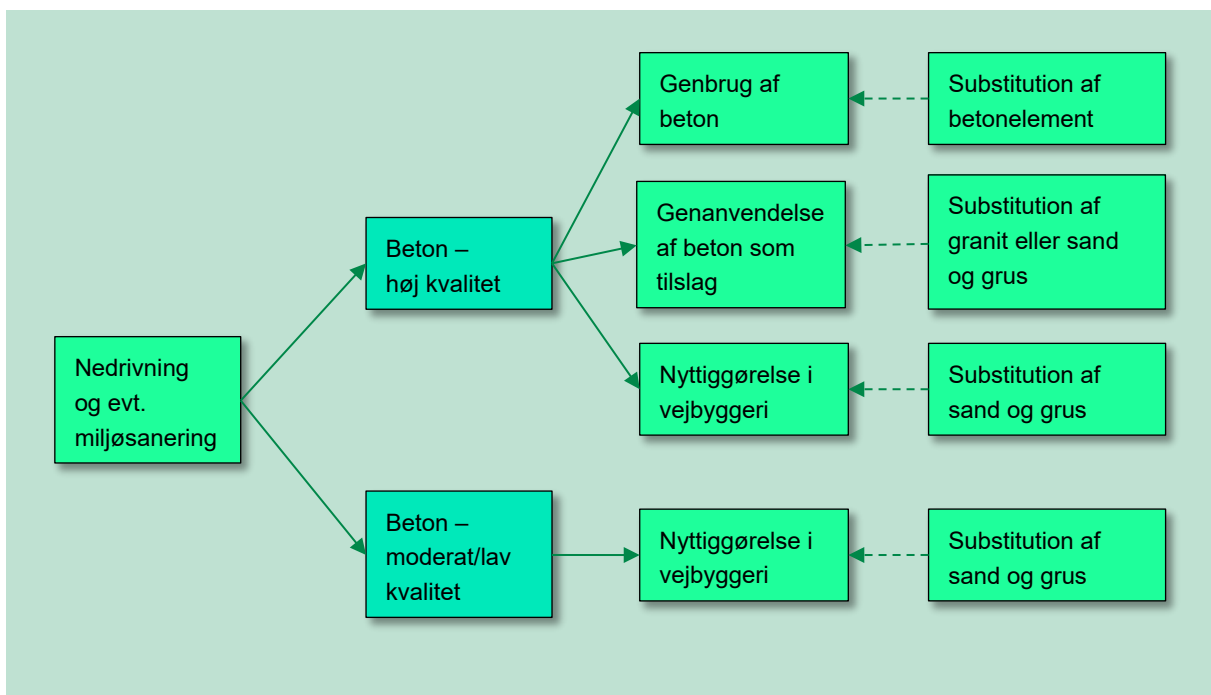 Genbrug af
beton
Substitution af
betonelement
Genanvendelse
af beton som
tilslag
Substitution af
granit eller sand
og grus
Beton –
høj kvalitet
Nyttiggørelse i
vejbyggeri
Substitution af
sand og grus
Nedrivning
og evt.
miljøsanering
Beton –
moderat/lav
kvalitet
Nyttiggørelse i
vejbyggeri
Substitution af
sand og grus